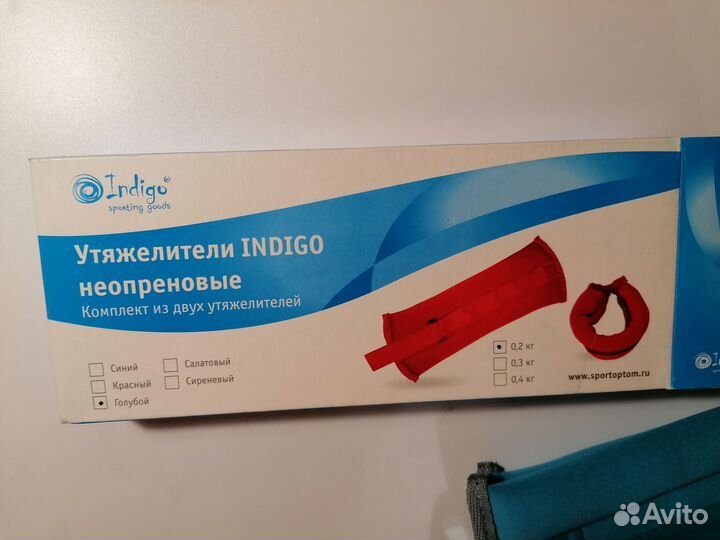 Indigo®
sporting goods
Утяжелители INDIGO
неопреновые
Комплект из двух утяжелителей
Синий
Салатовый
Красный
Сиреневый
Голубой
0,2 кг
0,3 кг
0,4 кг
www.sportoptom.ru
Avito